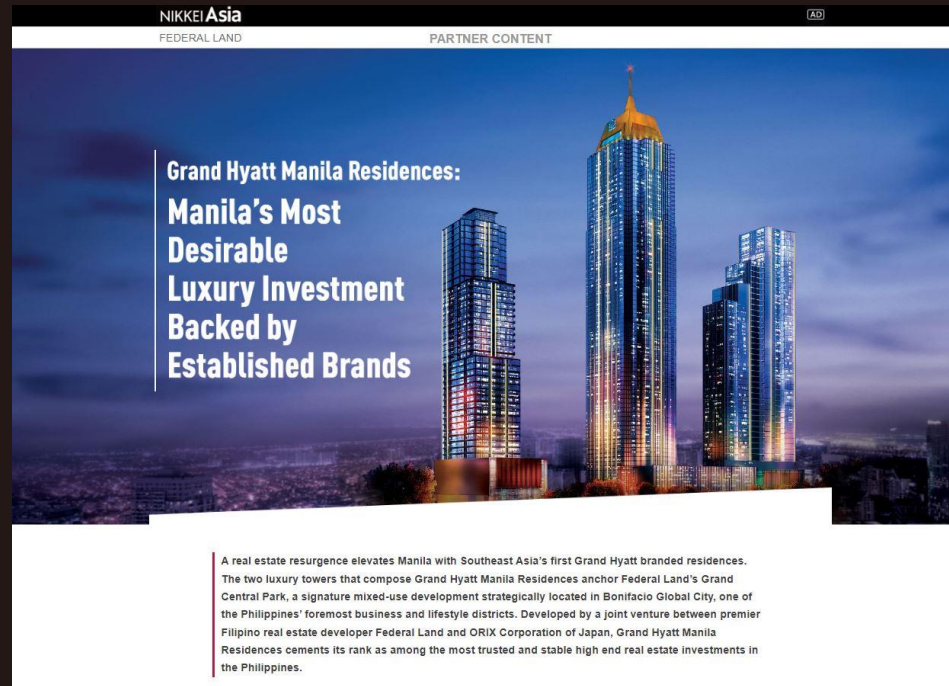 NIKKEI Asia
AD
FEDERAL LAND
PARTNER CONTENT
Grand Hyatt Manila Residences:
Manila's Most
Desirable
Luxury Investment
Backed by
Established Brands
A real estate resurgence elevates Manila with Southeast Asia's first Grand Hyatt branded residences.
The two luxury towers that compose Grand Hyatt Manila Residences anchor Federal Land's Grand
Central Park, a signature mixed-use development strategically located in Bonifacio Global City, one of
the Philippines' foremost business and lifestyle districts. Developed by a joint venture between premier
Filipino real estate developer Federal Land and ORIX Corporation of Japan, Grand Hyatt Manila
Residences cements its rank as among the most trusted and stable high end real estate investments in
the Philippines.